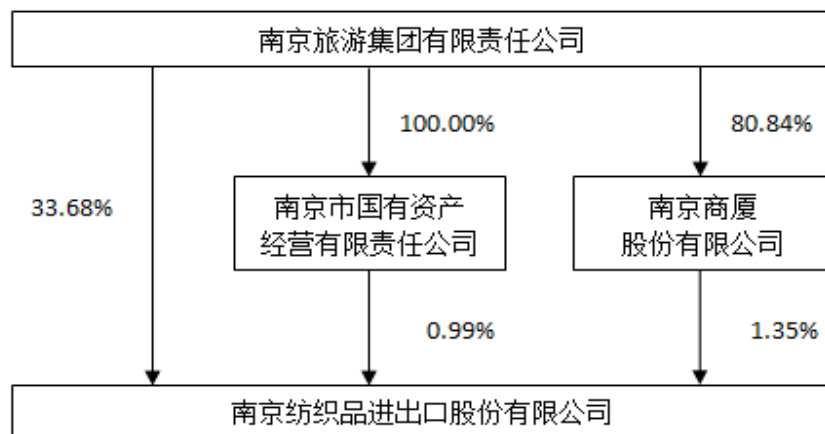 南京旅游集团有限责任公司
100.00%
80.84%
33.68%
南京市国有资产
经营有限责任公司
南京商厦
股份有限公司
0.99%
1.35%
南京纺织品进出口股份有限公司